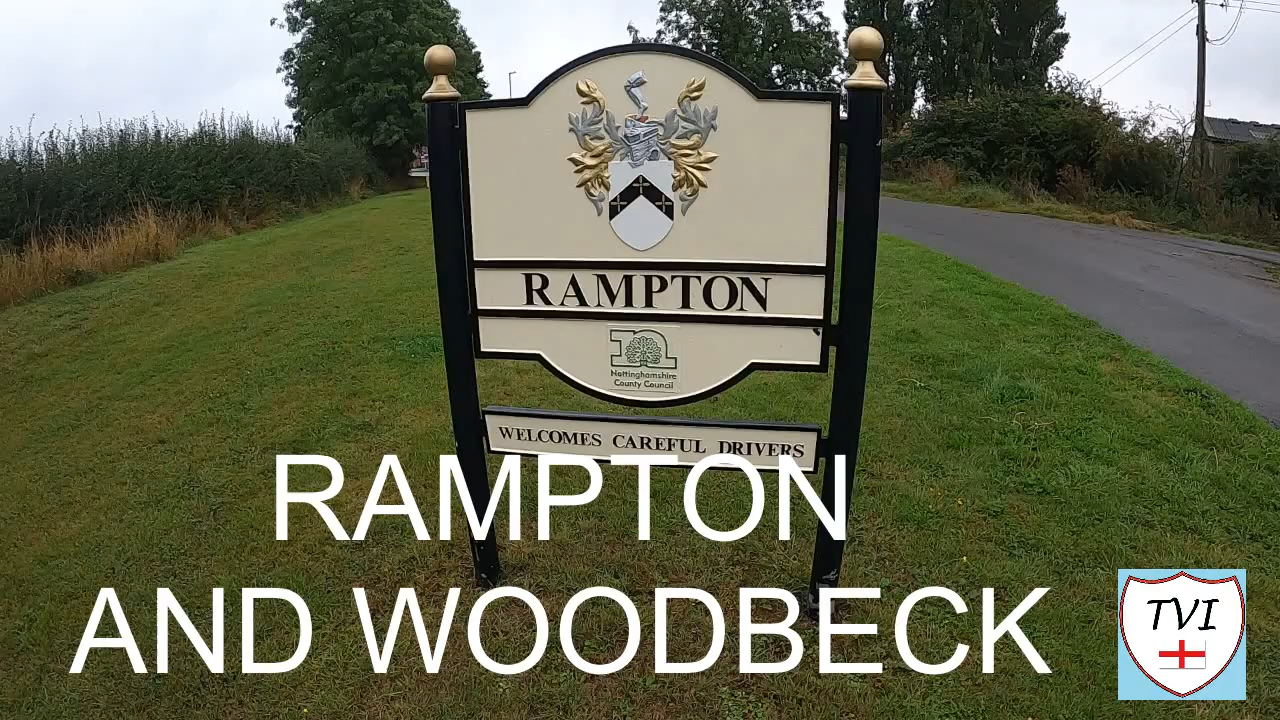 RAMPTON
Nottinghamshire
County Council
WELCOMES CAREFUL DRIVERS
RAMPTON
AND WOODBECK
TVI